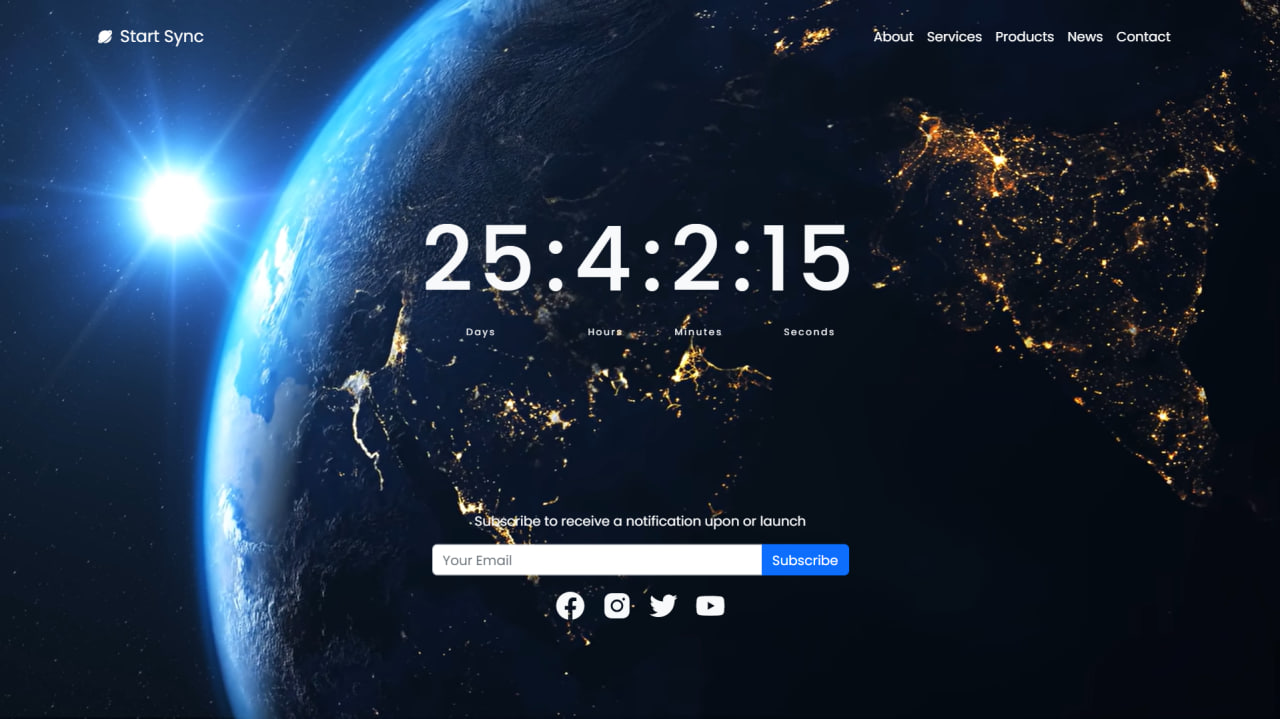 Start Sync
About Services Products News Contact
25:4:2:15
Days Hours Minutes Seconds
Subscribe to receive a notification upon or launch
Your Email Subscribe